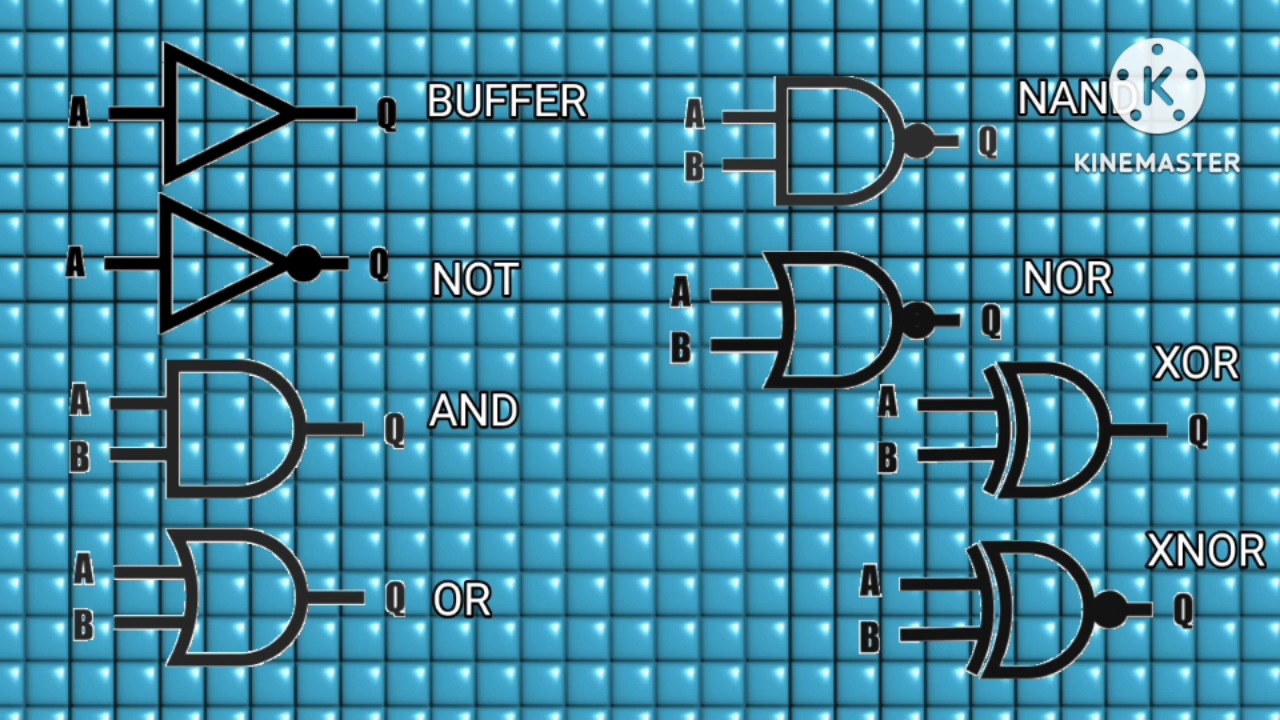 A Q BUFFER
A Q NOT
A B Q AND
A B Q OR
A B Q NAND
KINEMASTER
A B Q NOR
A B Q XOR
A B Q XNOR